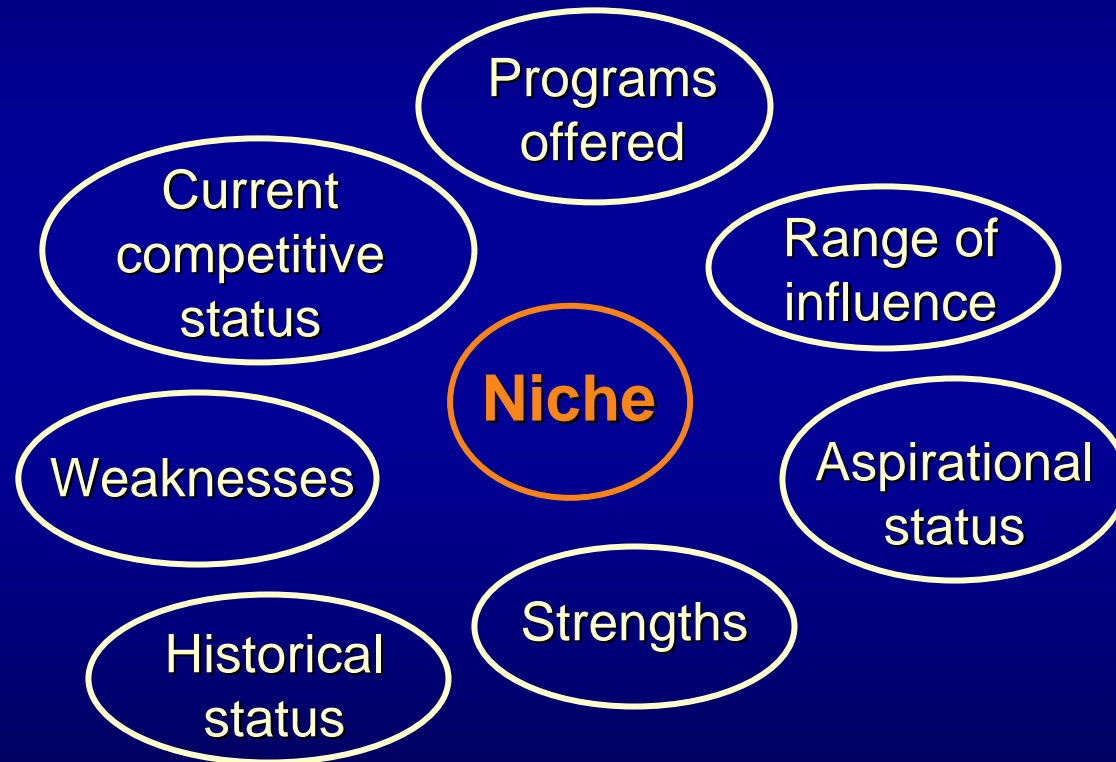 Programs
offered
Current
competitive
status
Range of
influence
Niche
Weaknesses
Aspirational
status
Strengths
Historical
status